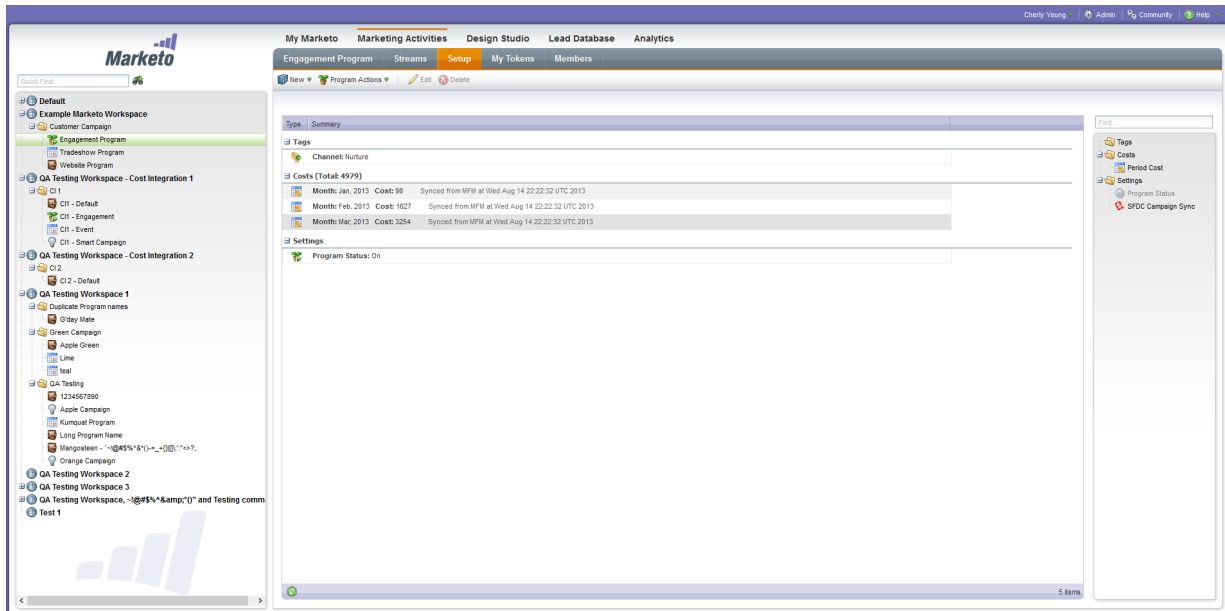 Cherly Yeung Admin Community Help
Marketo
My Marketo Marketing Activities Design Studio Lead Database Analytics
Engagement Program Streams Setup My Tokens Members
Quick Find...
New Program Actions Edit Delete
Default
Example Marketo Workspace
Customer Campaign
Engagement Program
Tradeshow Program
Website Program
QA Testing Workspace - Cost Integration 1
CI 1
CI1 - Default
CI1 - Engagement
CI1 - Event
CI1 - Smart Campaign
QA Testing Workspace - Cost Integration 2
CI 2
CI 2 - Default
QA Testing Workspace 1
Duplicate Program names
G'day Mate
Green Campaign
Apple Green
Lime
teal
QA Testing
1234567890
Apple Campaign
Kumquat Program
Long Program Name
Mangosteen - `~!@#$%^&*()-=_+{}|[]\:";'<>?,.
Orange Campaign
QA Testing Workspace 2
QA Testing Workspace 3
QA Testing Workspace, ~!@#$%^&amp;*()" and Testing comm
Test 1
Type Summary
Tags
Channel: Nurture
Costs (Total: 4979)
Month: Jan, 2013 Cost: 98 Synced from MFM at Wed Aug 14 22:22:32 UTC 2013
Month: Feb, 2013 Cost: 1627 Synced from MFM at Wed Aug 14 22:22:32 UTC 2013
Month: Mar, 2013 Cost: 3254 Synced from MFM at Wed Aug 14 22:22:32 UTC 2013
Settings
Program Status: On
5 items
Find...
Tags
Costs
Period Cost
Settings
Program Status
SFDC Campaign Sync